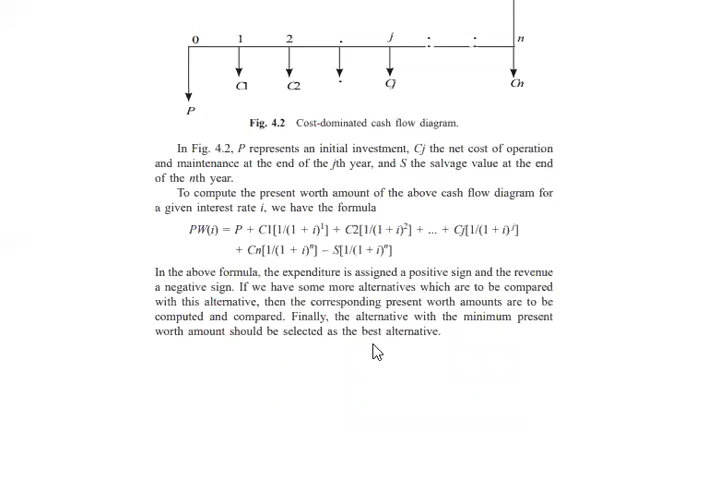 0 1 2 . j : : n
C1 C2 . Cj Cn
P
Fig. 4.2 Cost-dominated cash flow diagram.
In Fig. 4.2, P represents an initial investment, Cj the net cost of operation
and maintenance at the end of the jth year, and S the salvage value at the end
of the nth year.
To compute the present worth amount of the above cash flow diagram for
a given interest rate i, we have the formula
PW(i) = P + C1[1/(1 + i)¹] + C2[1/(1 + i)²] + ... + Cj[1/(1 + i)ʲ]
+ Cn[1/(1 + i)ⁿ] – S[1/(1 + i)ⁿ]
In the above formula, the expenditure is assigned a positive sign and the revenue
a negative sign. If we have some more alternatives which are to be compared
with this alternative, then the corresponding present worth amounts are to be
computed and compared. Finally, the alternative with the minimum present
worth amount should be selected as the best alternative.